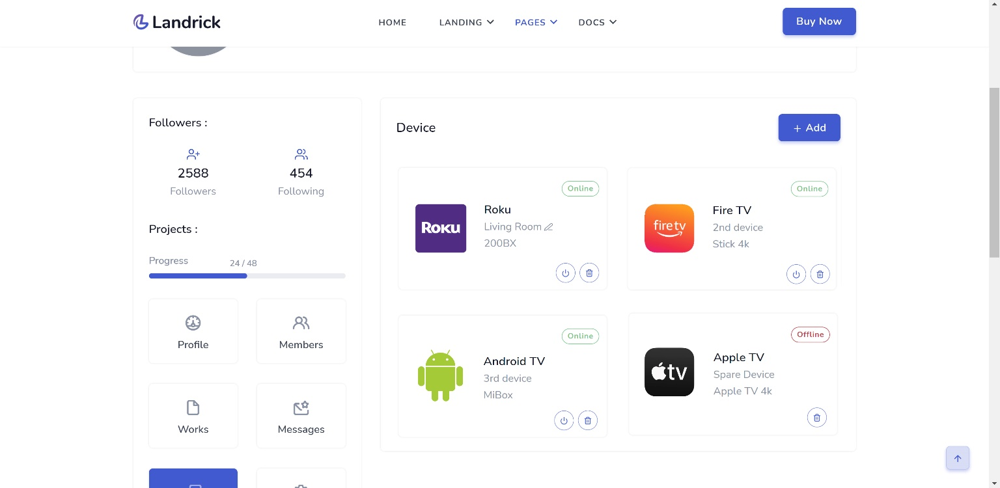 Landrick
HOME
LANDING
PAGES
DOCS
Buy Now
Followers :
2588
Followers
454
Following
Projects :
Progress
24 / 48
Profile
Members
Works
Messages
Device
+ Add
Online
Roku
Roku
Living Room
200BX
Online
fire tv
Fire TV
2nd device
Stick 4k
Online
Android TV
3rd device
MiBox
Offline
tv
Apple TV
Spare Device
Apple TV 4k